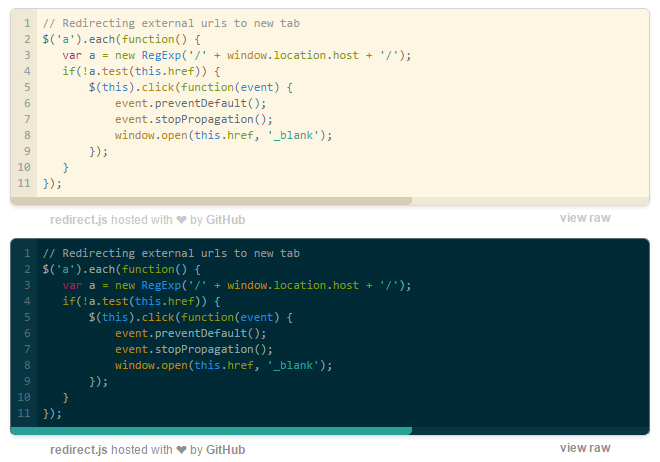 1 // Redirecting external urls to new tab
2 $('a').each(function() {
3    var a = new RegExp('/' + window.location.host + '/');
4    if(!a.test(this.href)) {
5        $(this).click(function(event) {
6            event.preventDefault();
7            event.stopPropagation();
8            window.open(this.href, '_blank');
9        });
10    }
11 });
redirect.js hosted with ❤ by GitHub view raw
1 // Redirecting external urls to new tab
2 $('a').each(function() {
3    var a = new RegExp('/' + window.location.host + '/');
4    if(!a.test(this.href)) {
5        $(this).click(function(event) {
6            event.preventDefault();
7            event.stopPropagation();
8            window.open(this.href, '_blank');
9        });
10    }
11 });
redirect.js hosted with ❤ by GitHub view raw